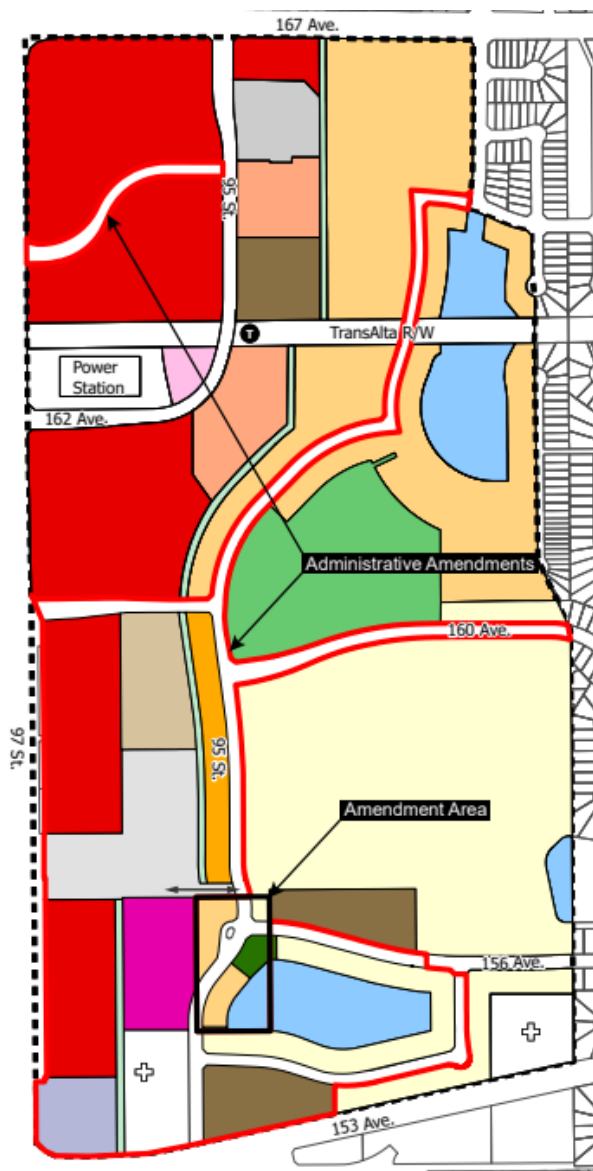 167 Ave.
95 St.
T
TransAlta R/W
Power
Station
162 Ave.
Administrative Amendments
160 Ave.
97 St.
95 St.
Amendment Area
156 Ave.
153 Ave.